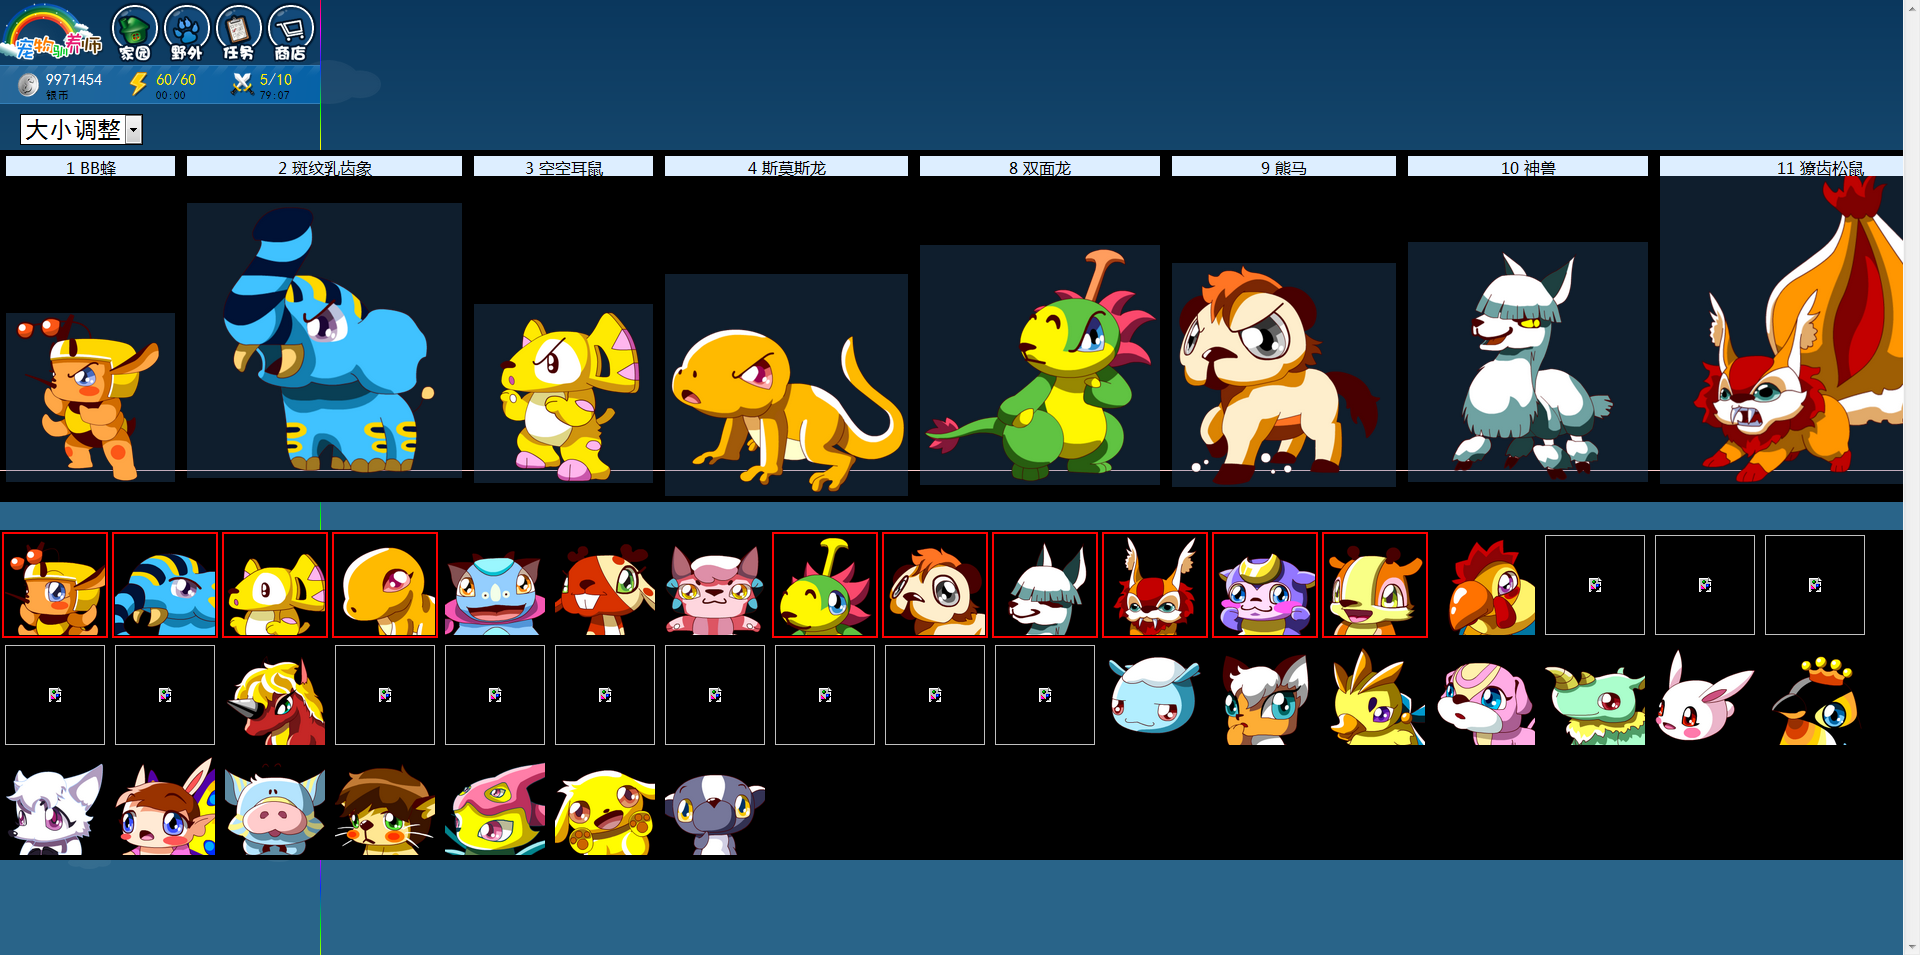 宠物驯养师
家园 野外 任务 商店
9971454 60/60 5/10
银币 00:00 79:07
大小调整
1 BB蜂 2 斑纹乳齿象 3 空空耳鼠 4 斯莫斯龙 8 双面龙 9 熊马 10 神兽 11 獠齿松鼠